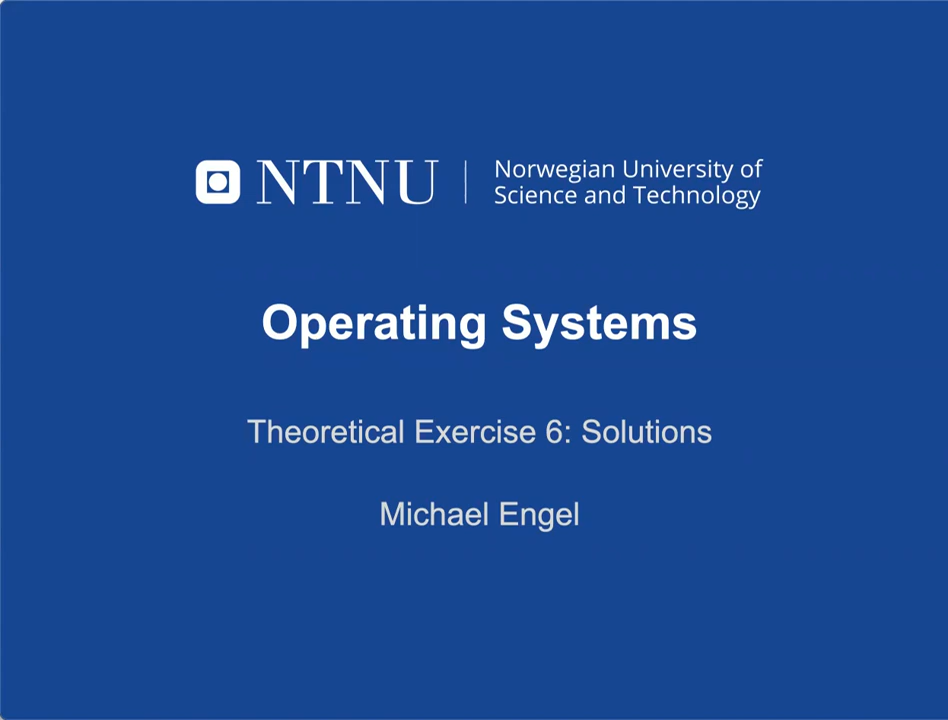 NTNU
Norwegian University of
Science and Technology
Operating Systems
Theoretical Exercise 6: Solutions
Michael Engel